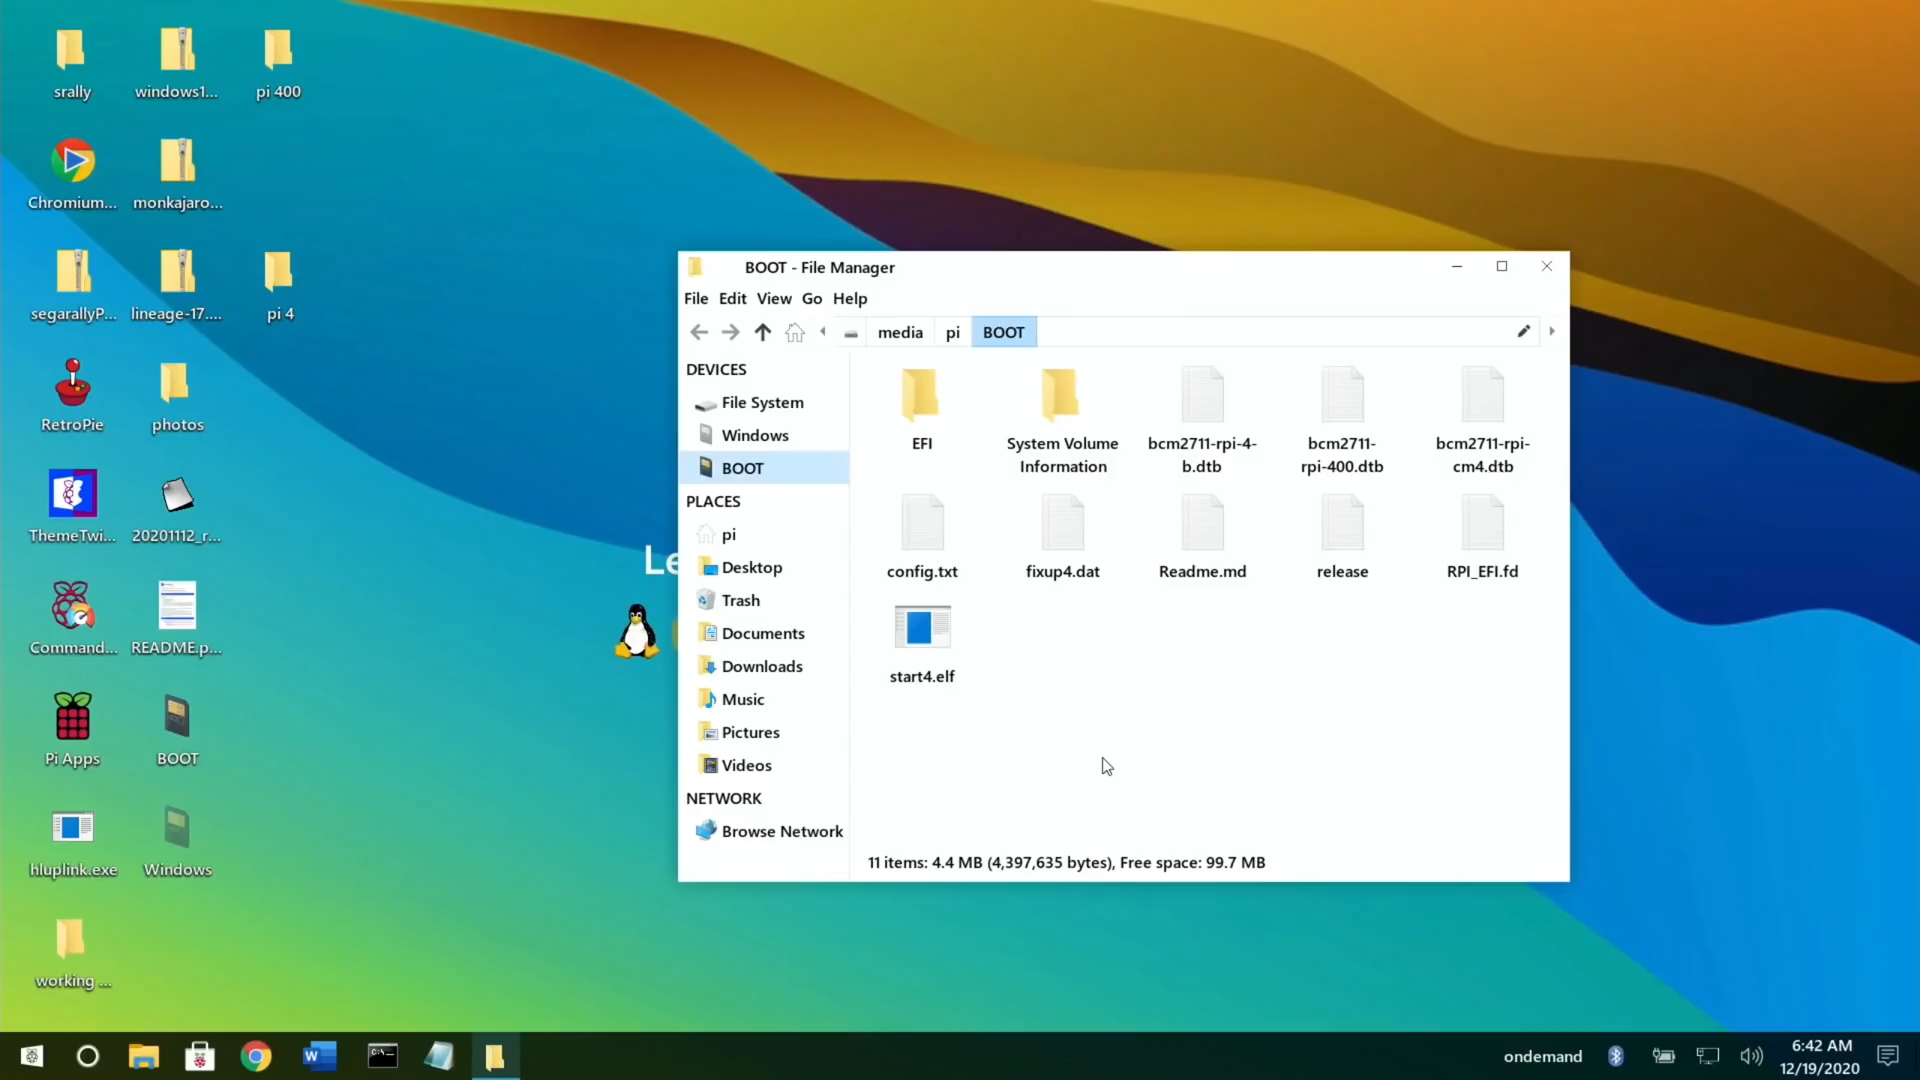 srally
windows1...
pi 400
Chromium...
monkajaro...
segarallyP...
lineage-17....
pi 4
RetroPie
photos
ThemeTwi...
20201112_r...
Command...
README.p...
Pi Apps
BOOT
hluplink.exe
Windows
working ...
Le
BOOT - File Manager
File Edit View Go Help
media pi BOOT
DEVICES
File System
Windows
BOOT
PLACES
pi
Desktop
Trash
Documents
Downloads
Music
Pictures
Videos
NETWORK
Browse Network
EFI
System Volume
Information
bcm2711-rpi-4-
b.dtb
bcm2711-
rpi-400.dtb
bcm2711-rpi-
cm4.dtb
config.txt
fixup4.dat
Readme.md
release
RPI_EFI.fd
start4.elf
11 items: 4.4 MB (4,397,635 bytes), Free space: 99.7 MB
W
C:\
ondemand
6:42 AM
12/19/2020